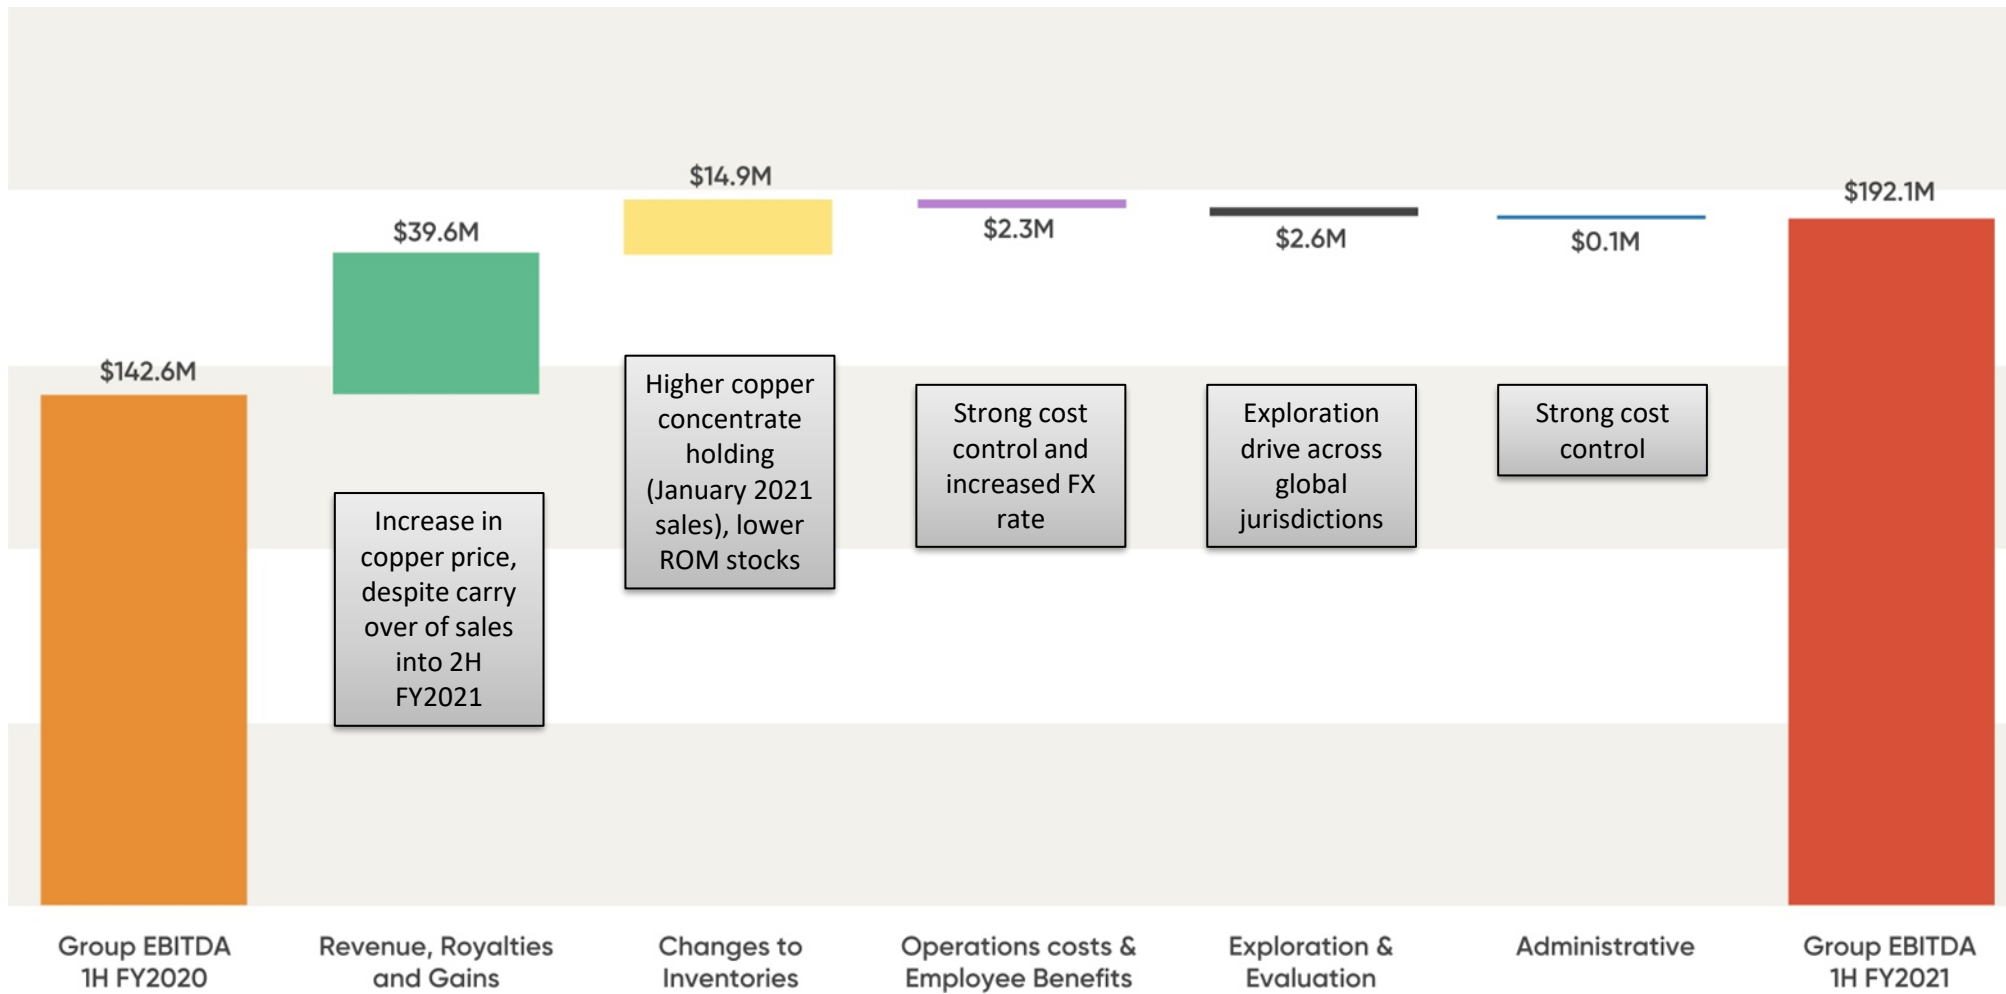 $14.9M
$192.1M
$39.6M
$2.3M
$2.6M
$0.1M
$142.6M
Higher copper
concentrate
holding
(January 2021
sales), lower
ROM stocks
Strong cost
control and
increased FX
rate
Exploration
drive across
global
jurisdictions
Strong cost
control
Increase in
copper price,
despite carry
over of sales
into 2H
FY2021
Group EBITDA
1H FY2020
Revenue, Royalties
and Gains
Changes to
Inventories
Operations costs &
Employee Benefits
Exploration &
Evaluation
Administrative
Group EBITDA
1H FY2021